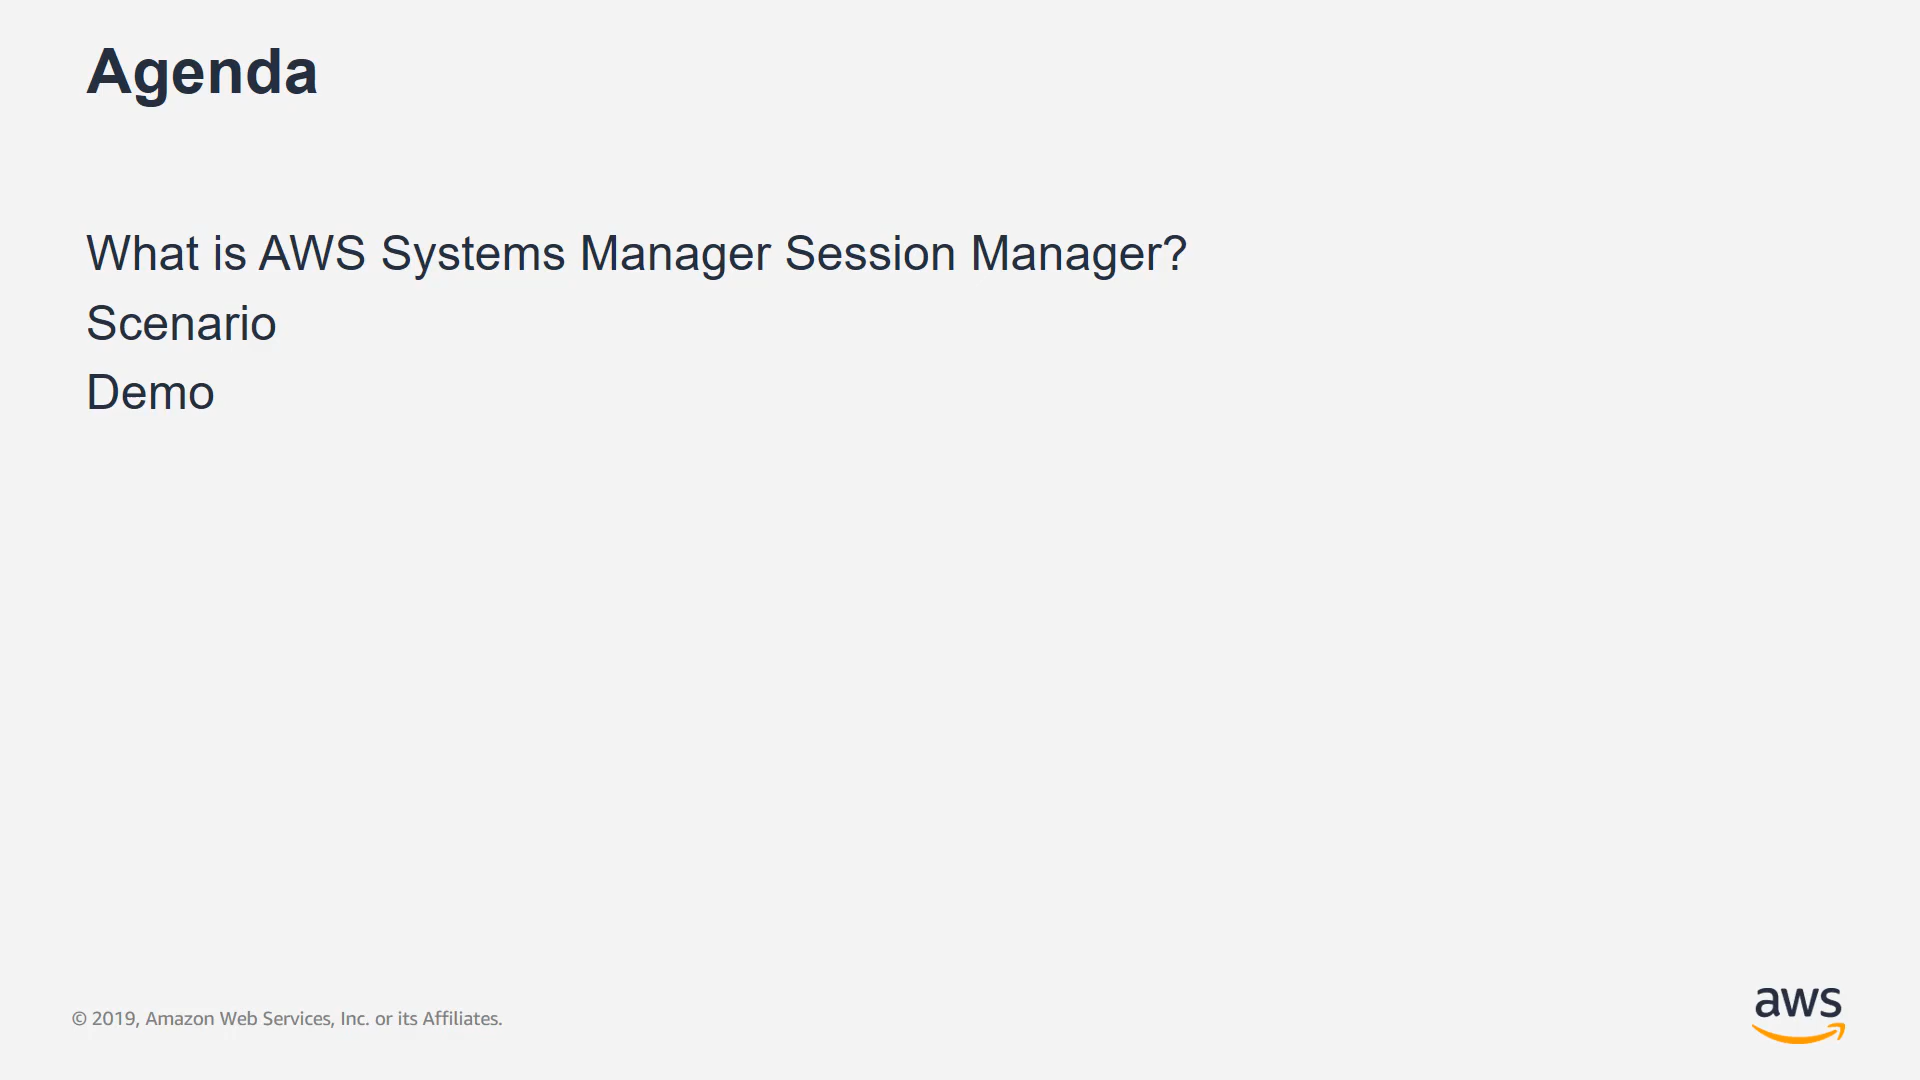 Agenda
What is AWS Systems Manager Session Manager?
Scenario
Demo
© 2019, Amazon Web Services, Inc. or its Affiliates.
aws